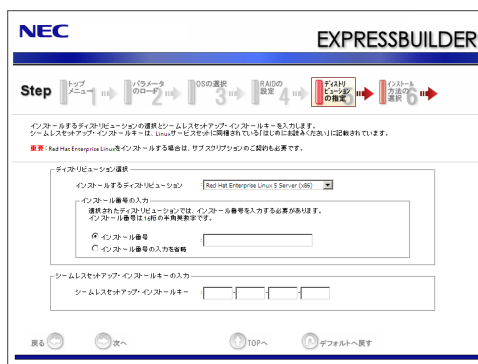 NEC
EXPRESSBUILDER
Step トップメニュー 1 パラメータのロード 2 OSの選択 3 RAIDの設定 4 ディストリビューションの指定 5 インストール方法の選択 6
インストールするディストリビューションの選択とシームレスセットアップ・インストールキーを入力します。
シームレスセットアップ・インストールキーは、Linuxサービスセットに同梱されている「はじめにお読みください」に記載されています。
重要：Red Hat Enterprise Linuxをインストールする場合は、サブスクリプションのご契約も必要です。
ディストリビューション選択
インストールするディストリビューション : Red Hat Enterprise Linux 5 Server (x86)
インストール番号の入力
選択されたディストリビューションでは、インストール番号を入力する必要があります。
インストール番号は16桁の半角英数字です。
インストール番号 :
インストール番号の入力を省略
シームレスセットアップ・インストールキーの入力
シームレスセットアップ・インストールキー : - - -
戻る 次へ TOPへ デフォルトへ戻す